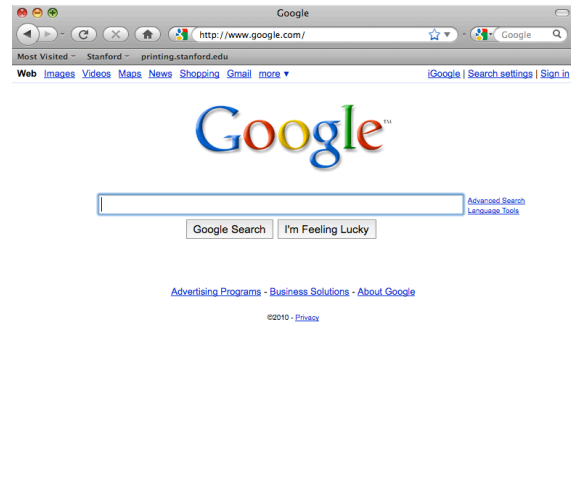 Google
http://www.google.com/ Google
Most Visited Stanford printing.stanford.edu
Web Images Videos Maps News Shopping Gmail more ▼ iGoogle | Search settings | Sign in
Google™
Advanced Search
Language Tools
Google Search I'm Feeling Lucky
Advertising Programs - Business Solutions - About Google
©2010 - Privacy